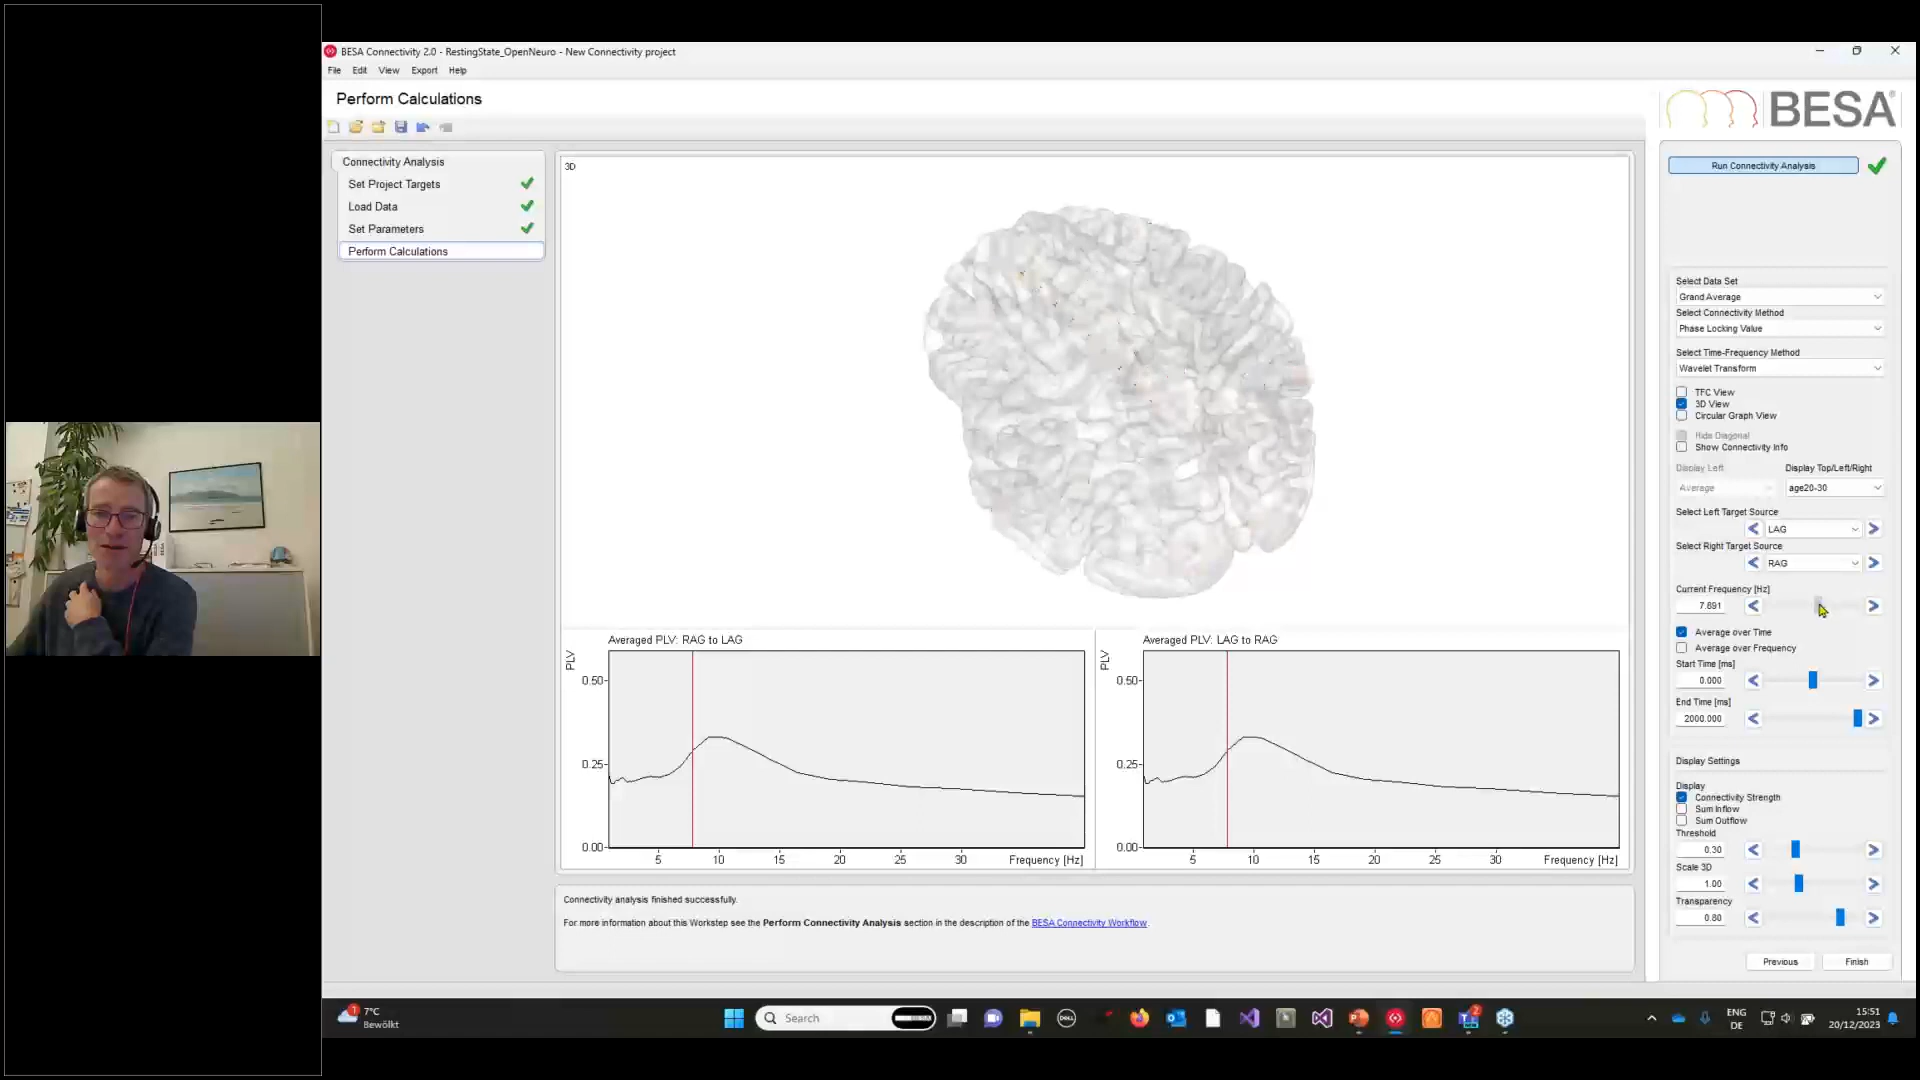 BESA Connectivity 2.0 - RestingState_OpenNeuro - New Connectivity project
File Edit View Export Help
Perform Calculations
BESA
Connectivity Analysis
Set Project Targets
Load Data
Set Parameters
Perform Calculations
3D
Run Connectivity Analysis
Select Data Set
Grand Average
Select Connectivity Method
Phase Locking Value
Select Time-Frequency Method
Wavelet Transform
TFC View
3D View
Circular Graph View
Hide Diagonal
Show Connectivity Info
Display Left Display Top/Left/Right
Average age20-30
Select Left Target Source
LAG
Select Right Target Source
RAG
Current Frequency [Hz]
7.691
Average over Time
Average over Frequency
Start Time [ms]
0.000
End Time [ms]
2000.000
Display Settings
Display
Connectivity Strength
Sum Inflow
Sum Outflow
Threshold
0.30
Scale 3D
1.00
Transparency
0.80
Previous Finish
Averaged PLV: RAG to LAG
PLV
0.50
0.25
0.00
5 10 15 20 25 30 Frequency [Hz]
Averaged PLV: LAG to RAG
PLV
0.50
0.25
0.00
5 10 15 20 25 30 Frequency [Hz]
Connectivity analysis finished successfully.
For more information about this Workstep see the Perform Connectivity Analysis section in the description of the BESA Connectivity Workflow.
1
7°C
Bewölkt
Search
DELL
2
ENG
DE
15:51
20/12/2023